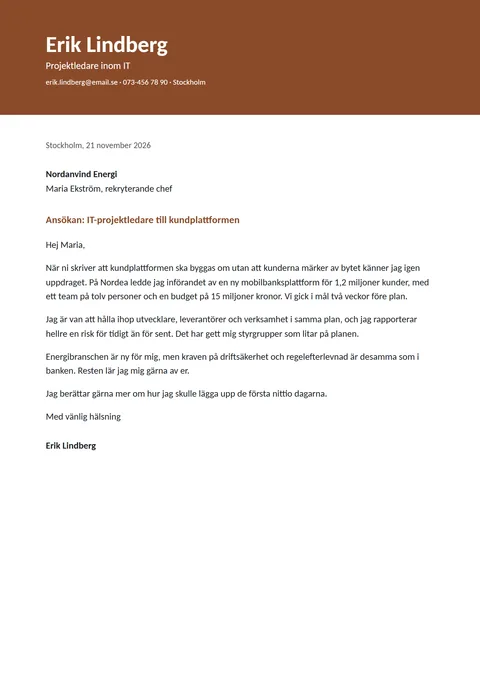 Erik Lindberg
Projektledare inom IT
erik.lindberg@email.se · 073-456 78 90 · Stockholm
Stockholm, 21 november 2026
Nordanvind Energi
Maria Ekström, rekryterande chef
Ansökan: IT-projektledare till kundplattformen
Hej Maria,
När ni skriver att kundplattformen ska byggas om utan att kunderna märker av bytet känner jag igen
uppdraget. På Nordea ledde jag införandet av en ny mobilbanksplattform för 1,2 miljoner kunder, med
ett team på tolv personer och en budget på 15 miljoner kronor. Vi gick i mål två veckor före plan.
Jag är van att hålla ihop utvecklare, leverantörer och verksamhet i samma plan, och jag rapporterar
hellre en risk för tidigt än för sent. Det har gett mig styrgrupper som litar på planen.
Energibranschen är ny för mig, men kraven på driftsäkerhet och regelefterlevnad är desamma som i
banken. Resten lär jag mig gärna av er.
Jag berättar gärna mer om hur jag skulle lägga upp de första nittio dagarna.
Med vänlig hälsning
Erik Lindberg